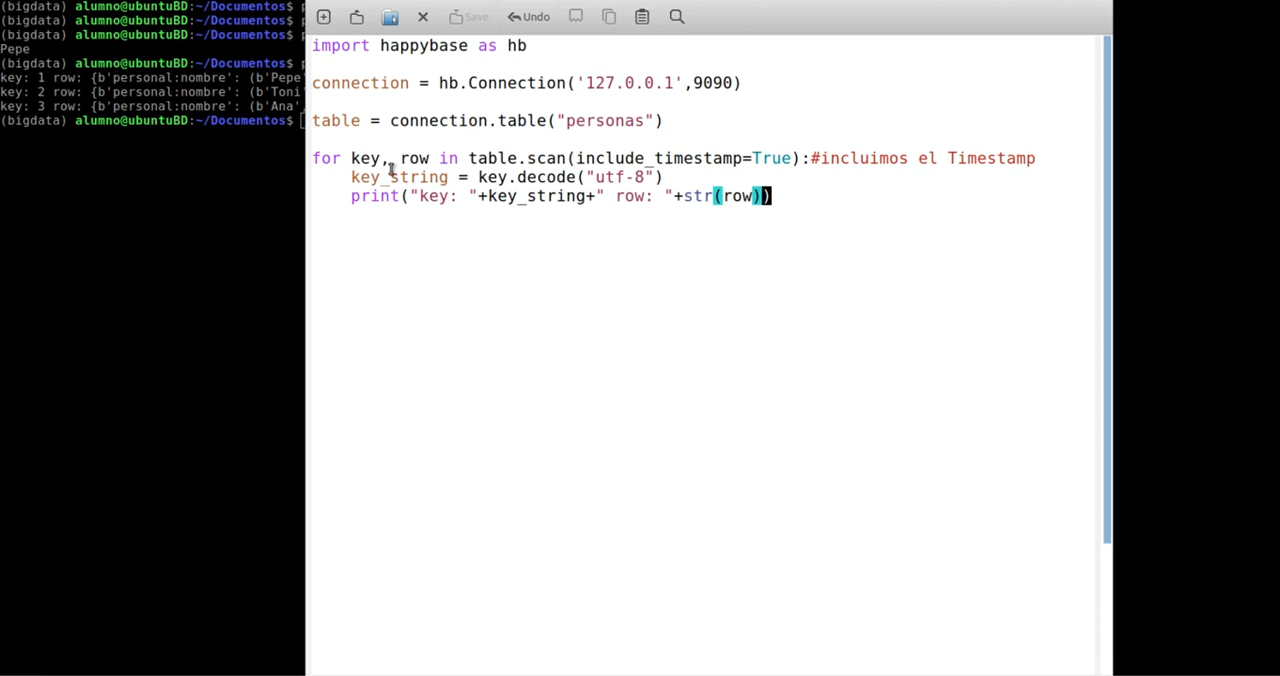 (bigdata) alumno@ubuntuBD:~/Documentos$
(bigdata) alumno@ubuntuBD:~/Documentos$
(bigdata) alumno@ubuntuBD:~/Documentos$
Pepe
(bigdata) alumno@ubuntuBD:~/Documentos$
key: 1 row: {b'personal:nombre': (b'Pepe'
key: 2 row: {b'personal:nombre': (b'Toni'
key: 3 row: {b'personal:nombre': (b'Ana',
(bigdata) alumno@ubuntuBD:~/Documentos$
Save Undo
import happybase as hb
connection = hb.Connection('127.0.0.1',9090)
table = connection.table("personas")
for key, row in table.scan(include_timestamp=True):#incluimos el Timestamp
    key_string = key.decode("utf-8")
    print("key: "+key_string+" row: "+str(row))